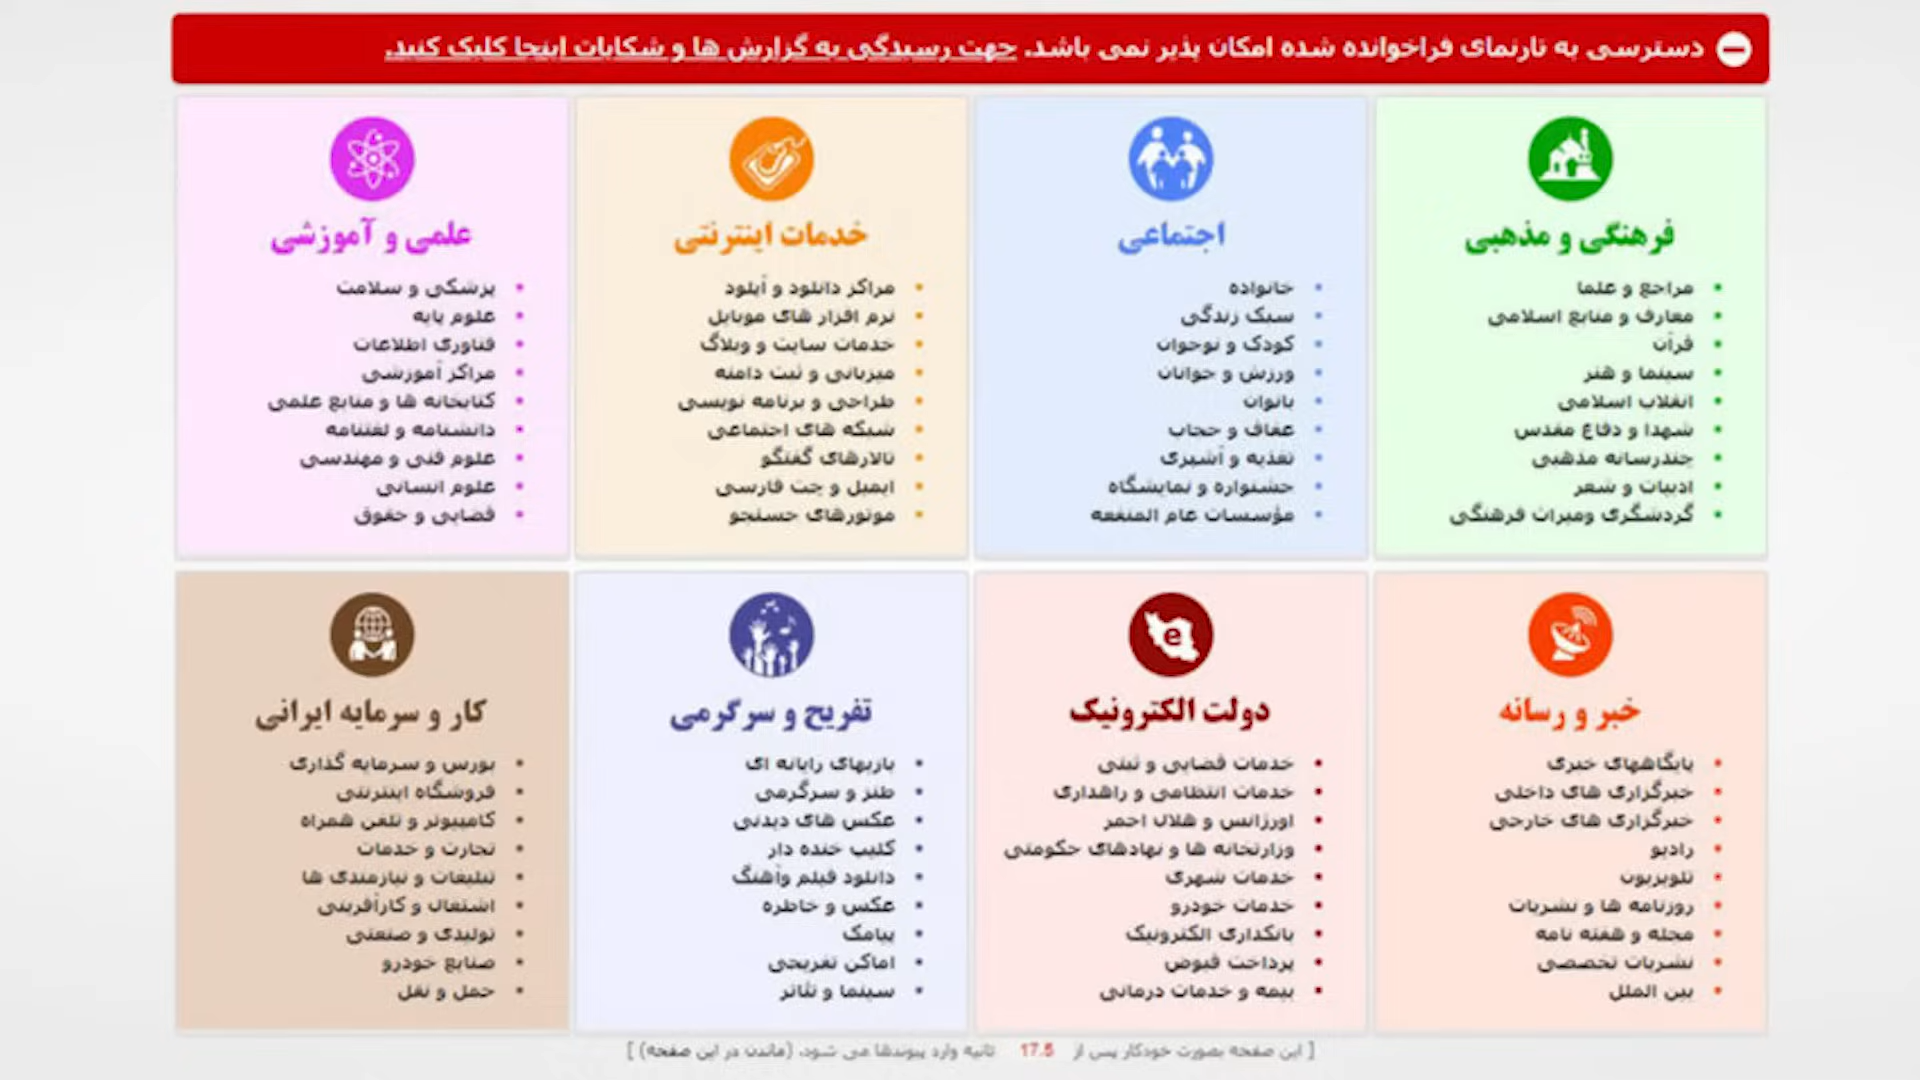 دسترسی به تارنمای فراخوانده شده امکان پذیر نمی باشد. جهت رسیدگی به گزارش ها و شکایات اینجا کلیک کنید.
فرهنگی و مذهبی
مراجع و علما
معارف و منابع اسلامی
قرآن
سینما و هنر
انقلاب اسلامی
شهدا و دفاع مقدس
چندرسانه مذهبی
ادبیات و شعر
گردشگری ومیراث فرهنگی
اجتماعی
خانواده
سبک زندگی
کودک و نوجوان
ورزش و جوانان
بانوان
عفاف و حجاب
تغذیه و آشپزی
جشنواره و نمایشگاه
مؤسسات عام المنفعه
خدمات اینترنتی
مراکز دانلود و آپلود
نرم افزار های موبایل
خدمات سایت و وبلاگ
میزبانی و ثبت دامنه
طراحی و برنامه نویسی
شبکه های اجتماعی
تالارهای گفتگو
ایمیل و چت فارسی
موتورهای جستجو
علمی و آموزشی
پزشکی و سلامت
علوم پایه
فناوری اطلاعات
مراکز آموزشی
کتابخانه ها و منابع علمی
دانشنامه و لغتنامه
علوم فنی و مهندسی
علوم انسانی
قضایی و حقوق
خبر و رسانه
پایگاههای خبری
خبرگزاری های داخلی
خبرگزاری های خارجی
رادیو
تلویزیون
روزنامه ها و نشریات
مجله و هفته نامه
نشریات تخصصی
بین الملل
دولت الکترونیک
خدمات قضایی و ثبتی
خدمات انتظامی و راهداری
اورژانس و هلال احمر
وزارتخانه ها و نهادهای حکومتی
خدمات شهری
خدمات خودرو
بانکداری الکترونیک
پرداخت قبوض
بیمه و خدمات درمانی
تفریح و سرگرمی
بازیهای رایانه ای
طنز و سرگرمی
عکس های دیدنی
کلیپ خنده دار
دانلود فیلم وآهنگ
عکس و خاطره
پیامک
اماکن تفریحی
سینما و تئاتر
کار و سرمایه ایرانی
بورس و سرمایه گذاری
فروشگاه اینترنتی
کامپیوتر و تلفن همراه
تجارت و خدمات
تبلیغات و نیازمندی ها
اشتغال و کارآفرینی
تولیدی و صنعتی
صنایع خودرو
حمل و نقل
[ این صفحه بصورت خودکار پس از 17.5 ثانیه وارد پیوندها می شود. (ماندن در این صفحه) ]